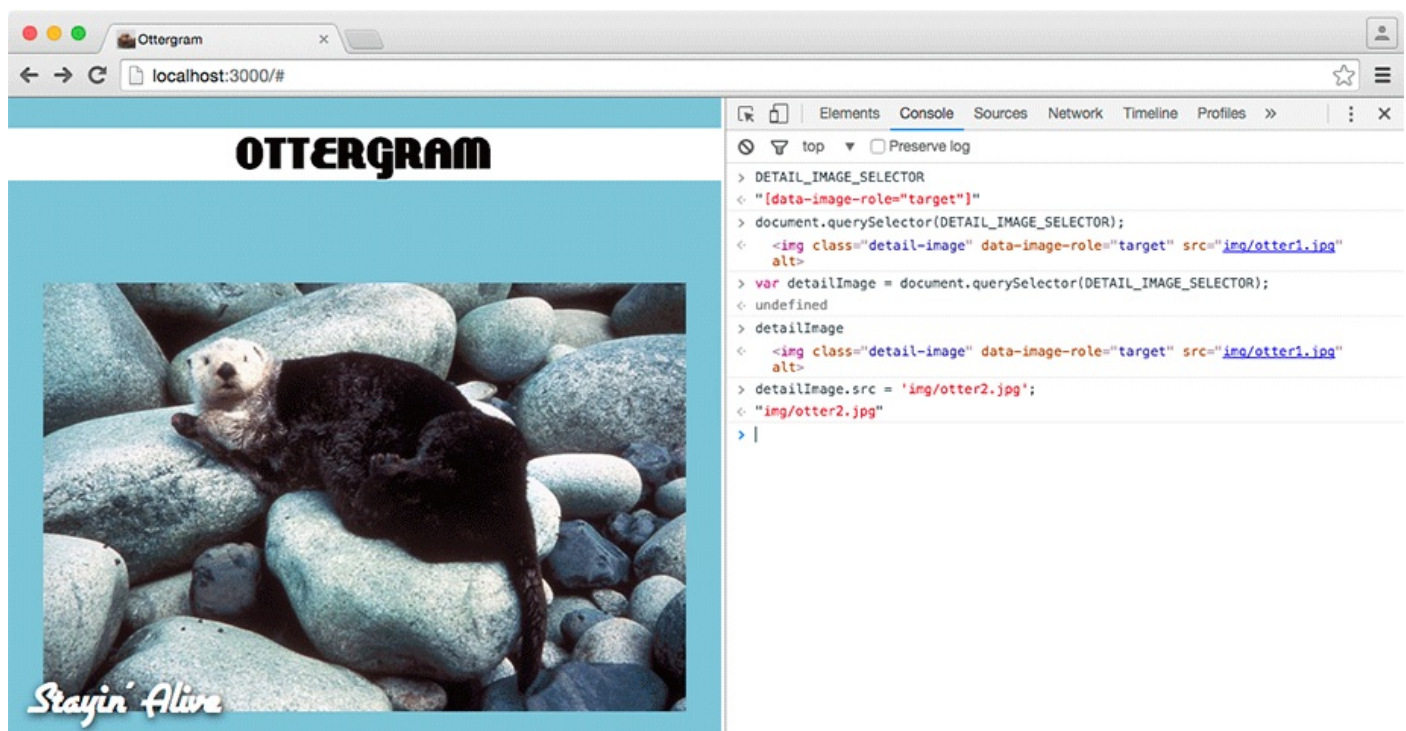 Ottergram
localhost:3000/#
OTTERGRAM
Stayin' Alive
Elements Console Sources Network Timeline Profiles »
top ▼ Preserve log
> DETAIL_IMAGE_SELECTOR
"[data-image-role="target"]"
> document.querySelector(DETAIL_IMAGE_SELECTOR);
<img class="detail-image" data-image-role="target" src="img/otter1.jpg"
alt>
> var detailImage = document.querySelector(DETAIL_IMAGE_SELECTOR);
undefined
> detailImage
<img class="detail-image" data-image-role="target" src="img/otter1.jpg"
alt>
> detailImage.src = 'img/otter2.jpg';
"img/otter2.jpg"
>